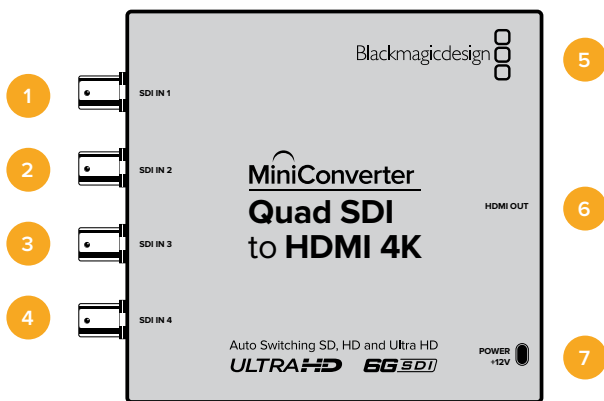 Blackmagicdesign
1
SDI IN 1
5
2
SDI IN 2
MiniConverter
Quad SDI
to HDMI 4K
HDMI OUT
6
3
SDI IN 3
4
SDI IN 4
Auto Switching SD, HD and Ultra HD
ULTRAHD 6G SDI
POWER
+12V
7